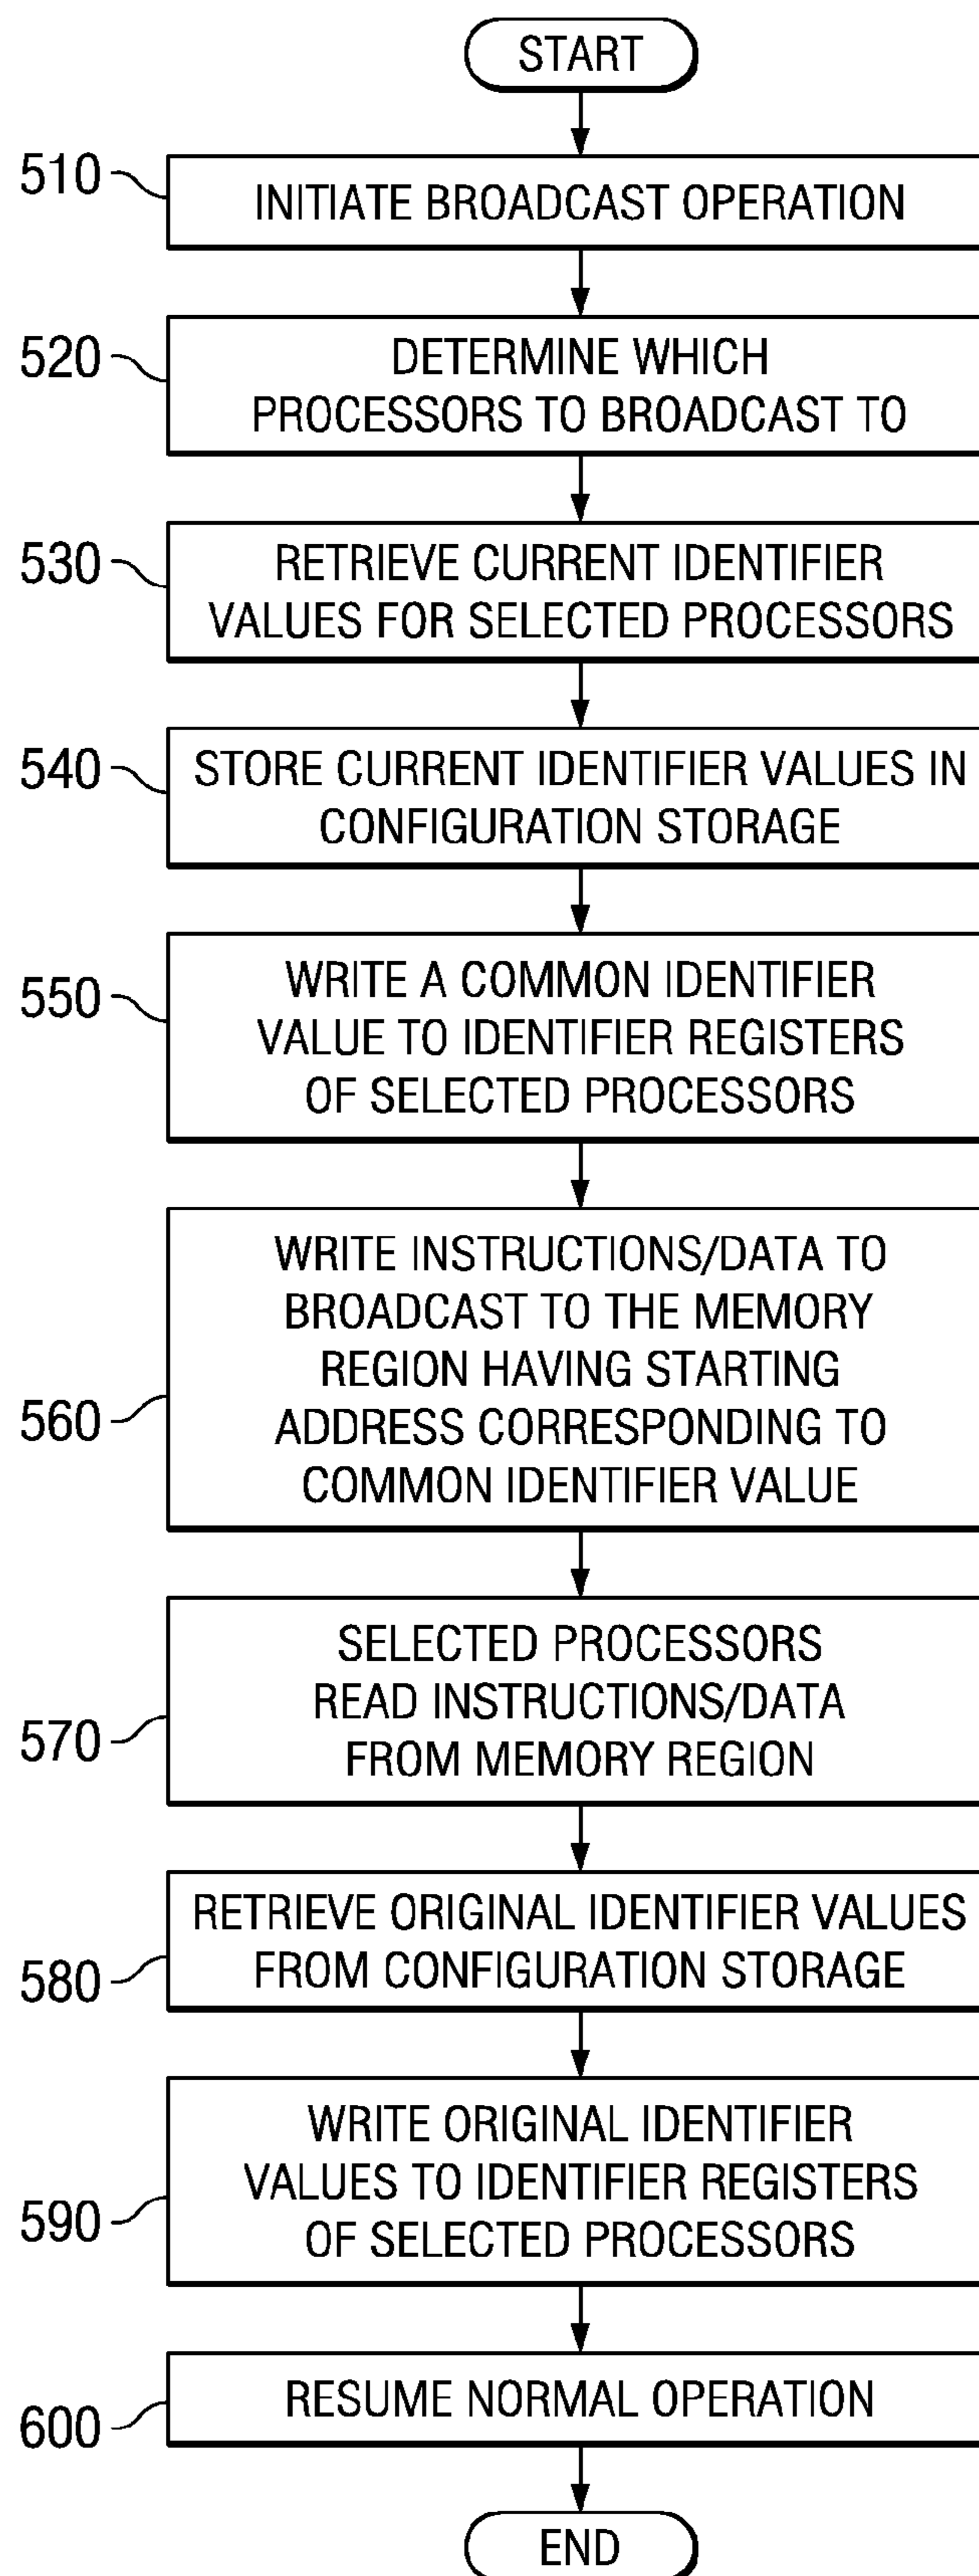 START
510
INITIATE BROADCAST OPERATION
520
DETERMINE WHICH
PROCESSORS TO BROADCAST TO
530
RETRIEVE CURRENT IDENTIFIER
VALUES FOR SELECTED PROCESSORS
540
STORE CURRENT IDENTIFIER VALUES IN
CONFIGURATION STORAGE
550
WRITE A COMMON IDENTIFIER
VALUE TO IDENTIFIER REGISTERS
OF SELECTED PROCESSORS
560
WRITE INSTRUCTIONS/DATA TO
BROADCAST TO THE MEMORY
REGION HAVING STARTING
ADDRESS CORRESPONDING TO
COMMON IDENTIFIER VALUE
570
SELECTED PROCESSORS
READ INSTRUCTIONS/DATA
FROM MEMORY REGION
580
RETRIEVE ORIGINAL IDENTIFIER VALUES
FROM CONFIGURATION STORAGE
590
WRITE ORIGINAL IDENTIFIER
VALUES TO IDENTIFIER REGISTERS
OF SELECTED PROCESSORS
600
RESUME NORMAL OPERATION
END